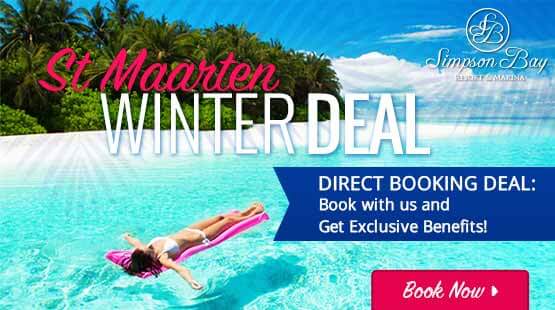 SB
Simpson Bay
RESORT & MARINA
St Maarten
WINTER DEAL
DIRECT BOOKING DEAL:
Book with us and
Get Exclusive Benefits!
Book Now